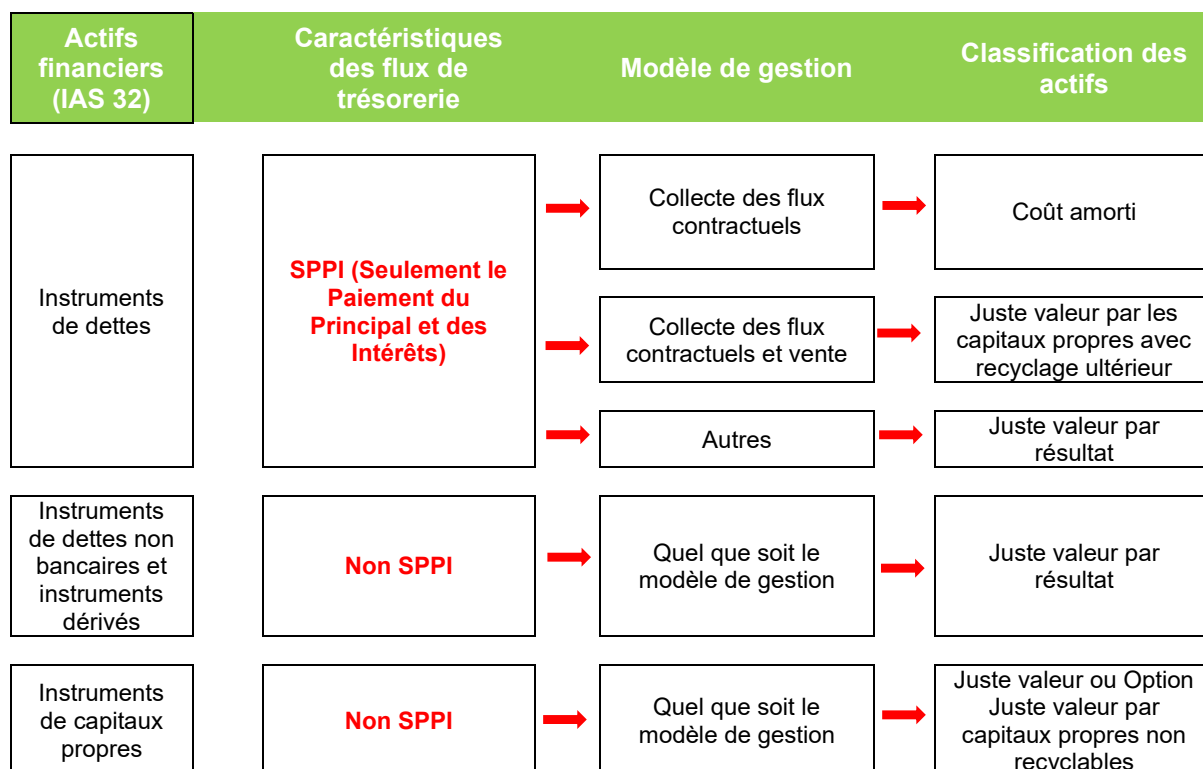 Actifs
financiers
(IAS 32)
Caractéristiques
des flux de
trésorerie
Modèle de gestion
Classification des
actifs
Instruments
de dettes
SPPI (Seulement le
Paiement du
Principal et des
Intérêts)
Collecte des flux
contractuels
Coût amorti
Collecte des flux
contractuels et vente
Juste valeur par les
capitaux propres avec
recyclage ultérieur
Autres
Juste valeur par
résultat
Instruments
de dettes non
bancaires et
instruments
dérivés
Non SPPI
Quel que soit le
modèle de gestion
Juste valeur par
résultat
Instruments
de capitaux
propres
Non SPPI
Quel que soit le
modèle de gestion
Juste valeur ou Option
Juste valeur par
capitaux propres non
recyclables